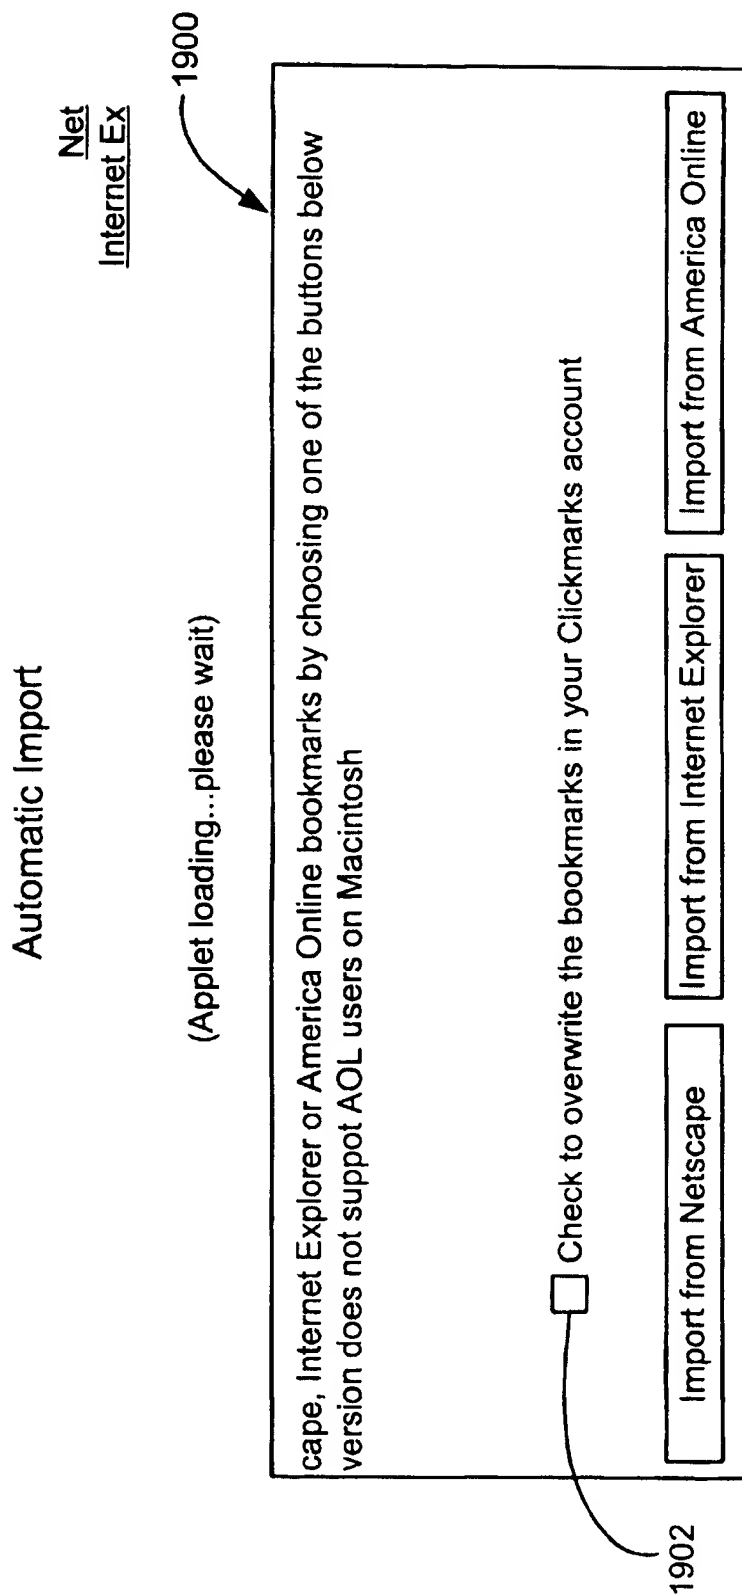 Automatic Import
Net
Internet Ex
(Applet loading...please wait)
1900
cape, Internet Explorer or America Online bookmarks by choosing one of the buttons below
version does not suppot AOL users on Macintosh
Check to overwrite the bookmarks in your Clickmarks account
Import from Netscape
Import from Internet Explorer
Import from America Online
1902